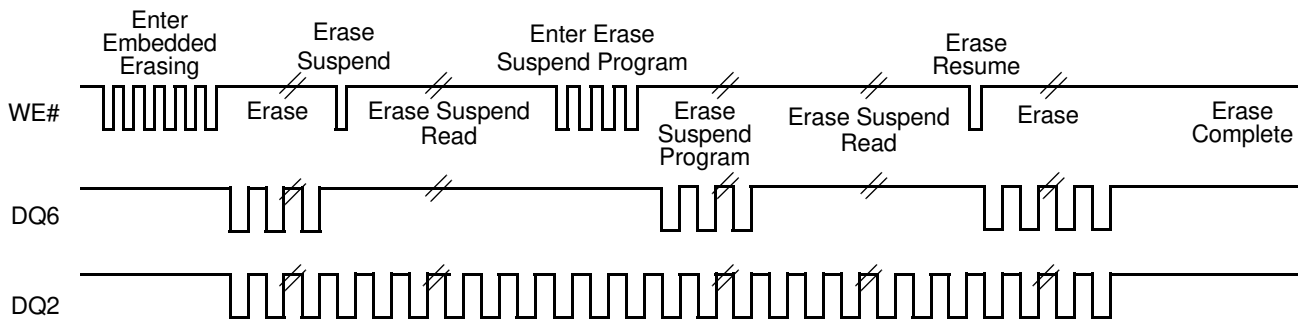 Enter
Embedded
Erasing
Erase
Suspend
Enter Erase
Suspend Program
Erase
Resume
WE#
Erase
Erase Suspend
Read
Erase
Suspend
Program
Erase Suspend
Read
Erase
Erase
Complete
DQ6
DQ2